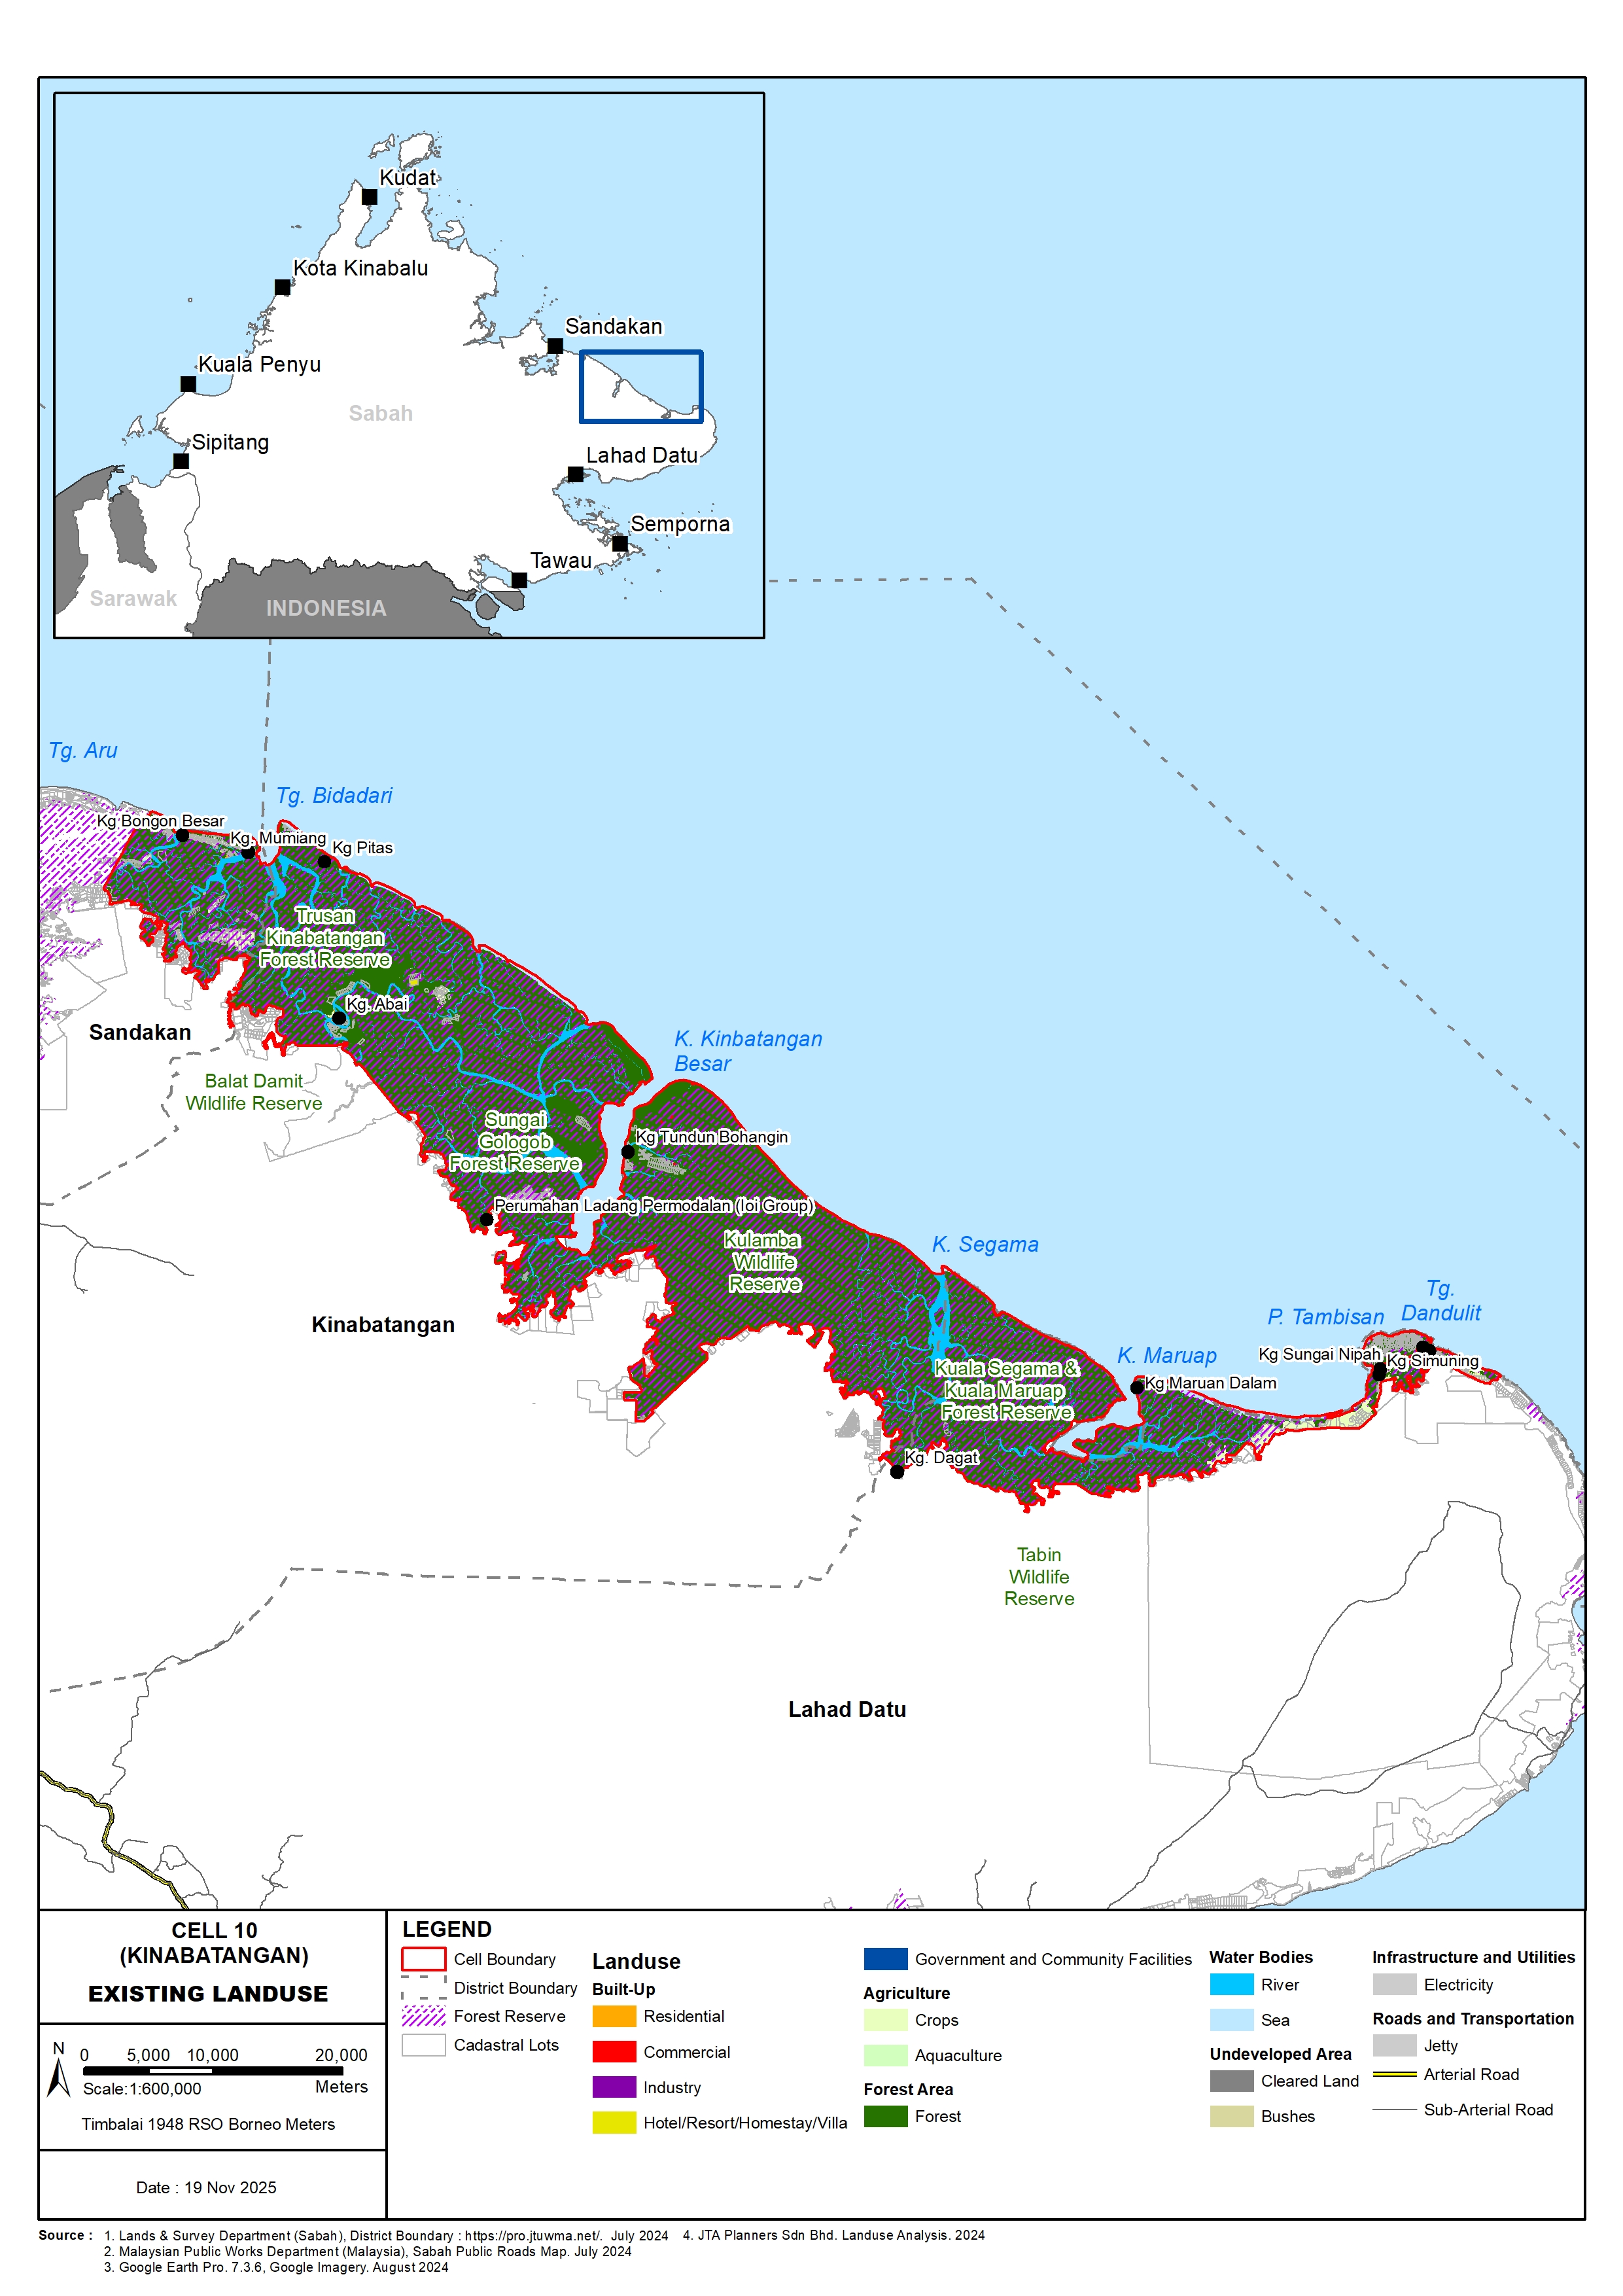 Kudat
Kota Kinabalu
Sandakan
Kuala Penyu
Sabah
Sipitang
Lahad Datu
Semporna
Tawau
Sarawak
INDONESIA
Tg. Aru
Tg. Bidadari
Kg Bongon Besar
Kg. Mumiang
Kg Pitas
Trusan
Kinabatangan
Forest Reserve
Kg. Abai
Sandakan
K. Kinbatangan
Besar
Balat Damit
Wildlife Reserve
Sungai
Gologob
Forest Reserve
Kg Tundun Bohangin
Perumahan Ladang Permodalan (Ioi Group)
Kulamba
Wildlife
Reserve
K. Segama
Kinabatangan
Tg.
Dandulit
P. Tambisan
K. Maruap
Kg Sungai Nipah
Kg Simuning
Kuala Segama &
Kuala Maruap
Forest Reserve
Kg Maruan Dalam
Kg. Dagat
Tabin
Wildlife
Reserve
Lahad Datu
CELL 10
(KINABATANGAN)
EXISTING LANDUSE
N
0 5,000 10,000 20,000
Scale:1:600,000 Meters
Timbalai 1948 RSO Borneo Meters
Date : 19 Nov 2025
LEGEND
Cell Boundary
District Boundary
Forest Reserve
Cadastral Lots
Landuse
Built-Up
Residential
Commercial
Industry
Hotel/Resort/Homestay/Villa
Government and Community Facilities
Agriculture
Crops
Aquaculture
Forest Area
Forest
Water Bodies
River
Sea
Undeveloped Area
Cleared Land
Bushes
Infrastructure and Utilities
Electricity
Roads and Transportation
Jetty
Arterial Road
Sub-Arterial Road
Source : 1. Lands & Survey Department (Sabah), District Boundary : https://pro.jtuwma.net/. July 2024 4. JTA Planners Sdn Bhd. Landuse Analysis. 2024
2. Malaysian Public Works Department (Malaysia), Sabah Public Roads Map. July 2024
3. Google Earth Pro. 7.3.6, Google Imagery. August 2024